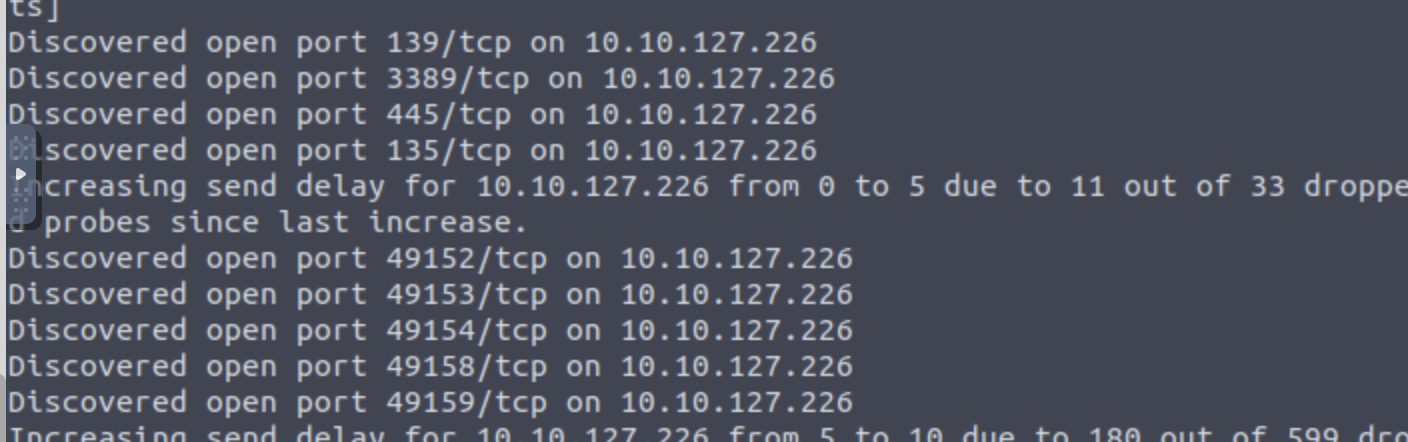 ts]
Discovered open port 139/tcp on 10.10.127.226
Discovered open port 3389/tcp on 10.10.127.226
Discovered open port 445/tcp on 10.10.127.226
Discovered open port 135/tcp on 10.10.127.226
Increasing send delay for 10.10.127.226 from 0 to 5 due to 11 out of 33 droppe
d probes since last increase.
Discovered open port 49152/tcp on 10.10.127.226
Discovered open port 49153/tcp on 10.10.127.226
Discovered open port 49154/tcp on 10.10.127.226
Discovered open port 49158/tcp on 10.10.127.226
Discovered open port 49159/tcp on 10.10.127.226
Increasing send delay for 10.10.127.226 from 5 to 10 due to 180 out of 599 dro